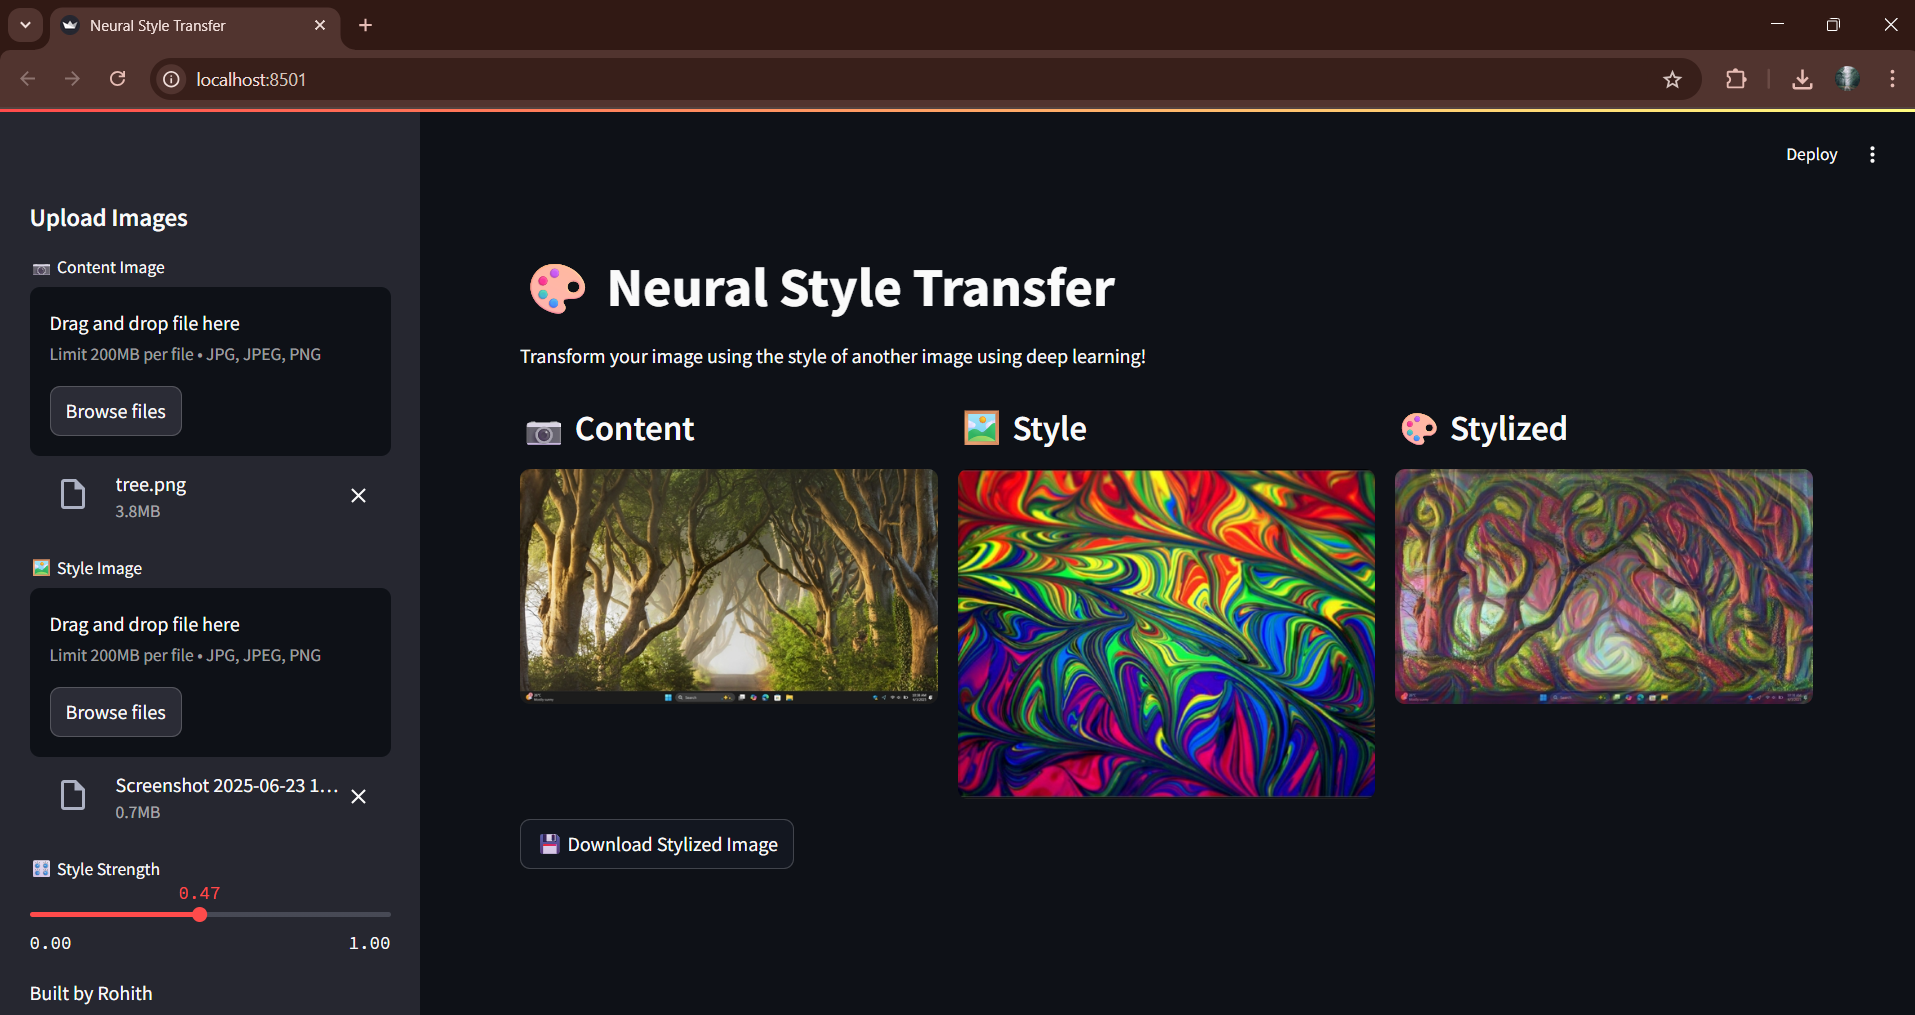 Neural Style Transfer
localhost:8501
Deploy
Upload Images
Content Image
Drag and drop file here
Limit 200MB per file • JPG, JPEG, PNG
Browse files
tree.png
3.8MB
Style Image
Drag and drop file here
Limit 200MB per file • JPG, JPEG, PNG
Browse files
Screenshot 2025-06-23 1...
0.7MB
Style Strength
0.47
0.00 1.00
Built by Rohith
Neural Style Transfer
Transform your image using the style of another image using deep learning!
Content
Style
Stylized
Search
Download Stylized Image